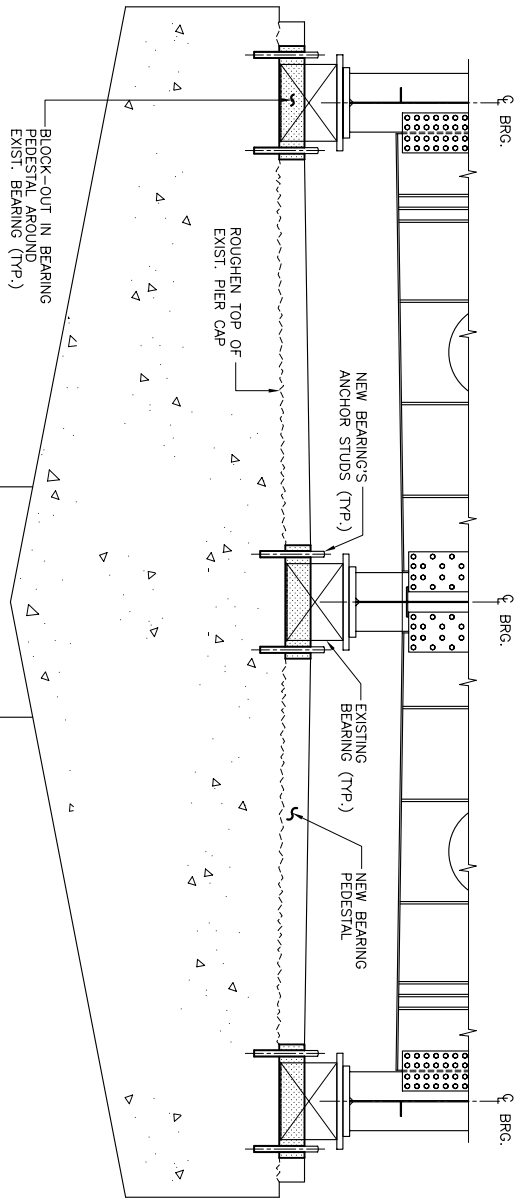 ℄ BRG.
℄ BRG.
℄ BRG.
NEW BEARING'S
ANCHOR STUDS (TYP.)
EXISTING
BEARING (TYP.)
NEW BEARING
PEDESTAL
ROUGHEN TOP OF
EXIST. PIER CAP
BLOCK-OUT IN BEARING
PEDESTAL AROUND
EXIST. BEARING (TYP.)